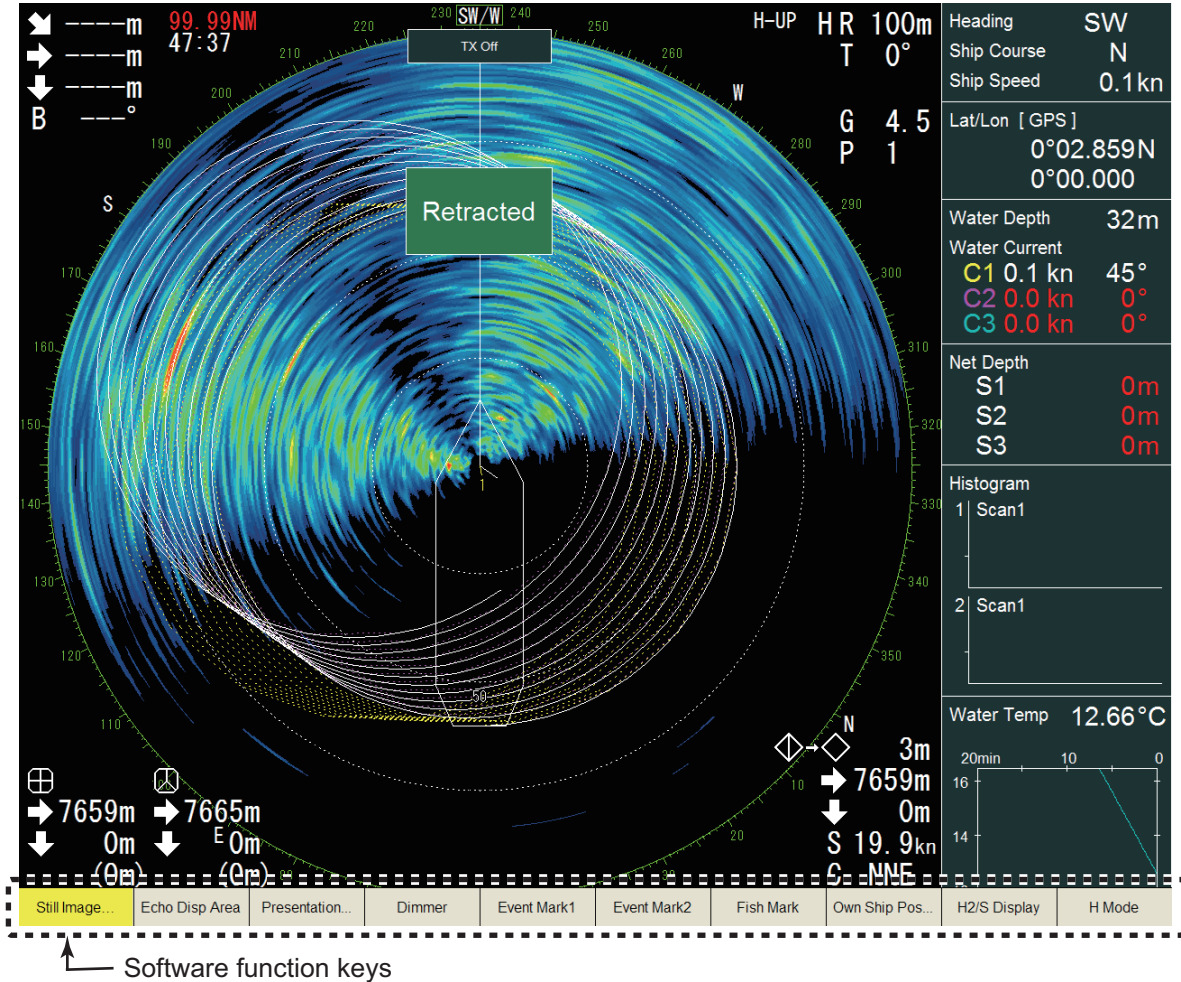 ----m
----m
----m
B ---°
99.99NM
47:37
230 SW/W 240
TX Off
H-UP
H R 100m
T 0°
G 4.5
P 1
220
210
200
190
S
170
160
150
140
130
120
110
E
80
250
260
W
280
290
300
310
320
330
340
350
N
10
20
30
Retracted
1
50
7659m
0m
(0m)
7665m
0m
(0m)
3m
7659m
0m
S 19.9kn
C NNE
Heading SW
Ship Course N
Ship Speed 0.1kn
Lat/Lon [ GPS ]
0°02.859N
0°00.000
Water Depth 32m
Water Current
C1 0.1 kn 45°
C2 0.0 kn 0°
C3 0.0 kn 0°
Net Depth
S1 0m
S2 0m
S3 0m
Histogram
1 Scan1
2 Scan1
Water Temp 12.66°C
20min 10 0
16
14
Still Image... Echo Disp Area Presentation... Dimmer Event Mark1 Event Mark2 Fish Mark Own Ship Pos... H2/S Display H Mode
Software function keys